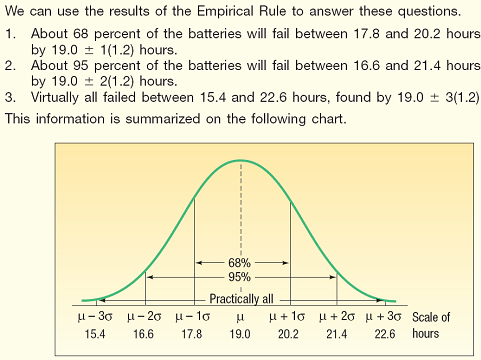 We can use the results of the Empirical Rule to answer these questions.
1. About 68 percent of the batteries will fail between 17.8 and 20.2 hours
by 19.0 ± 1(1.2) hours.
2. About 95 percent of the batteries will fail between 16.6 and 21.4 hours
by 19.0 ± 2(1.2) hours.
3. Virtually all failed between 15.4 and 22.6 hours, found by 19.0 ± 3(1.2)
This information is summarized on the following chart.
68%
95%
Practically all
μ – 3σ μ – 2σ μ – 1σ μ μ + 1σ μ + 2σ μ + 3σ Scale of
15.4 16.6 17.8 19.0 20.2 21.4 22.6 hours